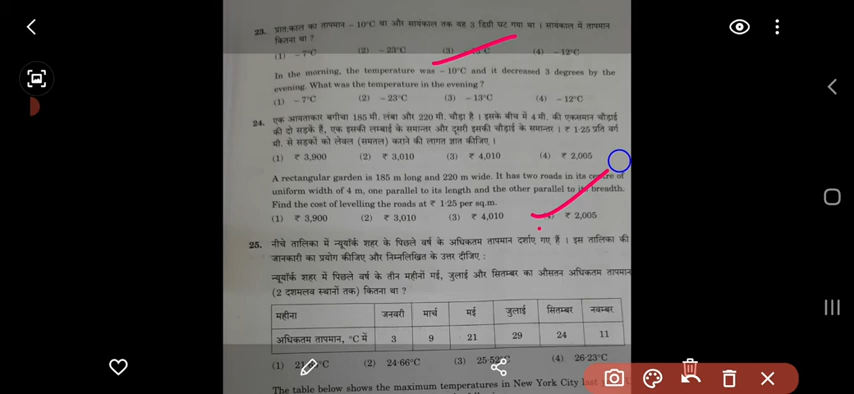 23. प्रातःकाल का तापमान – 10°C था और सायंकाल तक यह 3 डिग्री घट गया था । सायंकाल में तापमान
कितना था ?
(1) – 7°C (2) – 23°C (3) (4) – 12°C
In the morning, the temperature was – 10°C and it decreased 3 degrees by the
evening. What was the temperature in the evening ?
(1) – 7°C (2) – 23°C (3) – 13°C (4) – 12°C
24. एक आयताकार बगीचा 185 मी. लंबा और 220 मी. चौड़ा है । इसके बीच में 4 मी. की एकसमान चौड़ाई
की दो सड़कें हैं, एक इसकी लम्बाई के समान्तर और दूसरी इसकी चौड़ाई के समान्तर । ₹ 1·25 प्रति वर्ग
मी. से सड़कों को लेवल (समतल) कराने की लागत ज्ञात कीजिए ।
(1) ₹ 3,900 (2) ₹ 3,010 (3) ₹ 4,010 (4) ₹ 2,005
A rectangular garden is 185 m long and 220 m wide. It has two roads in its centre of
uniform width of 4 m, one parallel to its length and the other parallel to its breadth.
Find the cost of levelling the roads at ₹ 1·25 per sq.m.
(1) ₹ 3,900 (2) ₹ 3,010 (3) ₹ 4,010 (4) ₹ 2,005
25. नीचे तालिका में न्यूयॉर्क शहर के पिछले वर्ष के अधिकतम तापमान दर्शाए गए हैं । इस तालिका की
जानकारी का प्रयोग कीजिए और निम्नलिखित के उत्तर दीजिए :
न्यूयॉर्क शहर में पिछले वर्ष के तीन महीनों मई, जुलाई और सितम्बर का औसतन अधिकतम तापमान
(2 दशमलव स्थानों तक) कितना था ?
महीना जनवरी मार्च मई जुलाई सितम्बर नवम्बर
अधिकतम तापमान, °C में 3 9 21 29 24 11
(1) (2) 24·66°C (3) 25·52°C (4) 26·23°C
The table below shows the maximum temperatures in New York City last